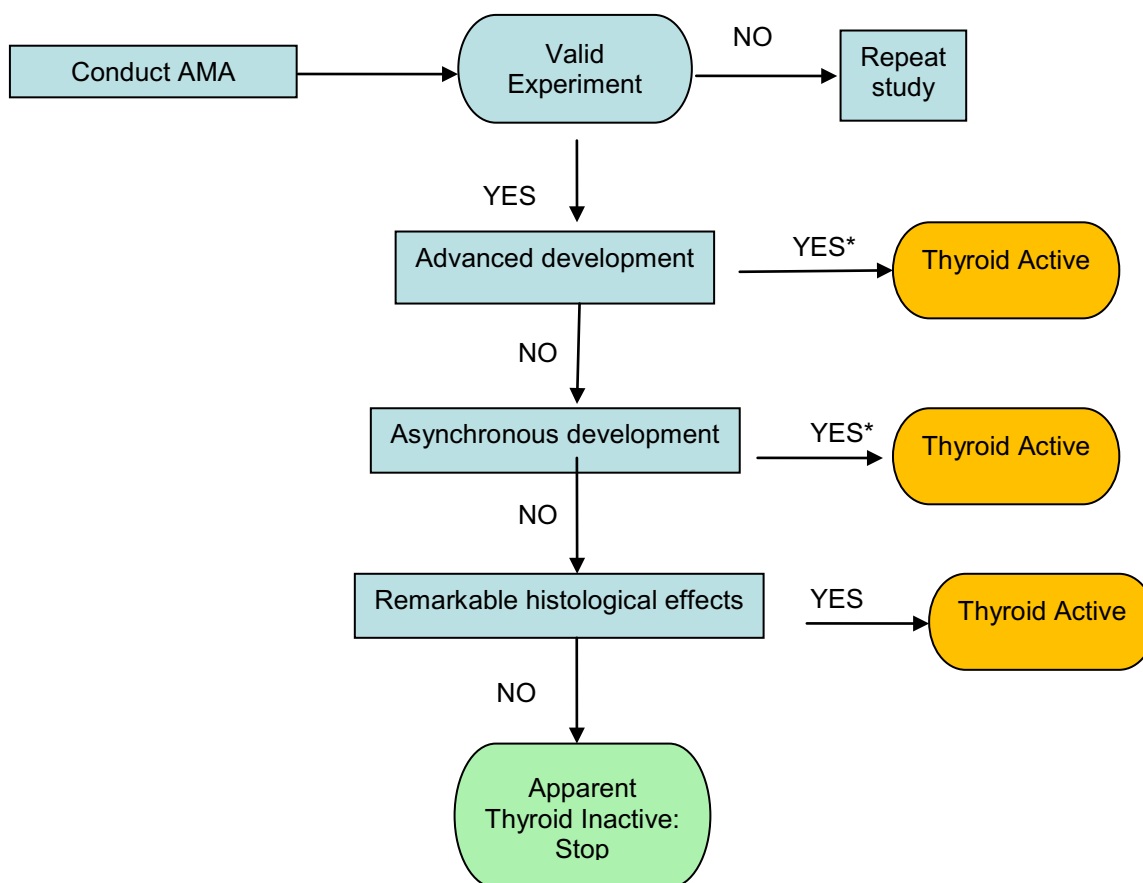 Conduct AMA
Valid
Experiment
NO
Repeat
study
YES
Advanced development
YES*
Thyroid Active
NO
Asynchronous development
YES*
Thyroid Active
NO
Remarkable histological effects
YES
Thyroid Active
NO
Apparent
Thyroid Inactive:
Stop